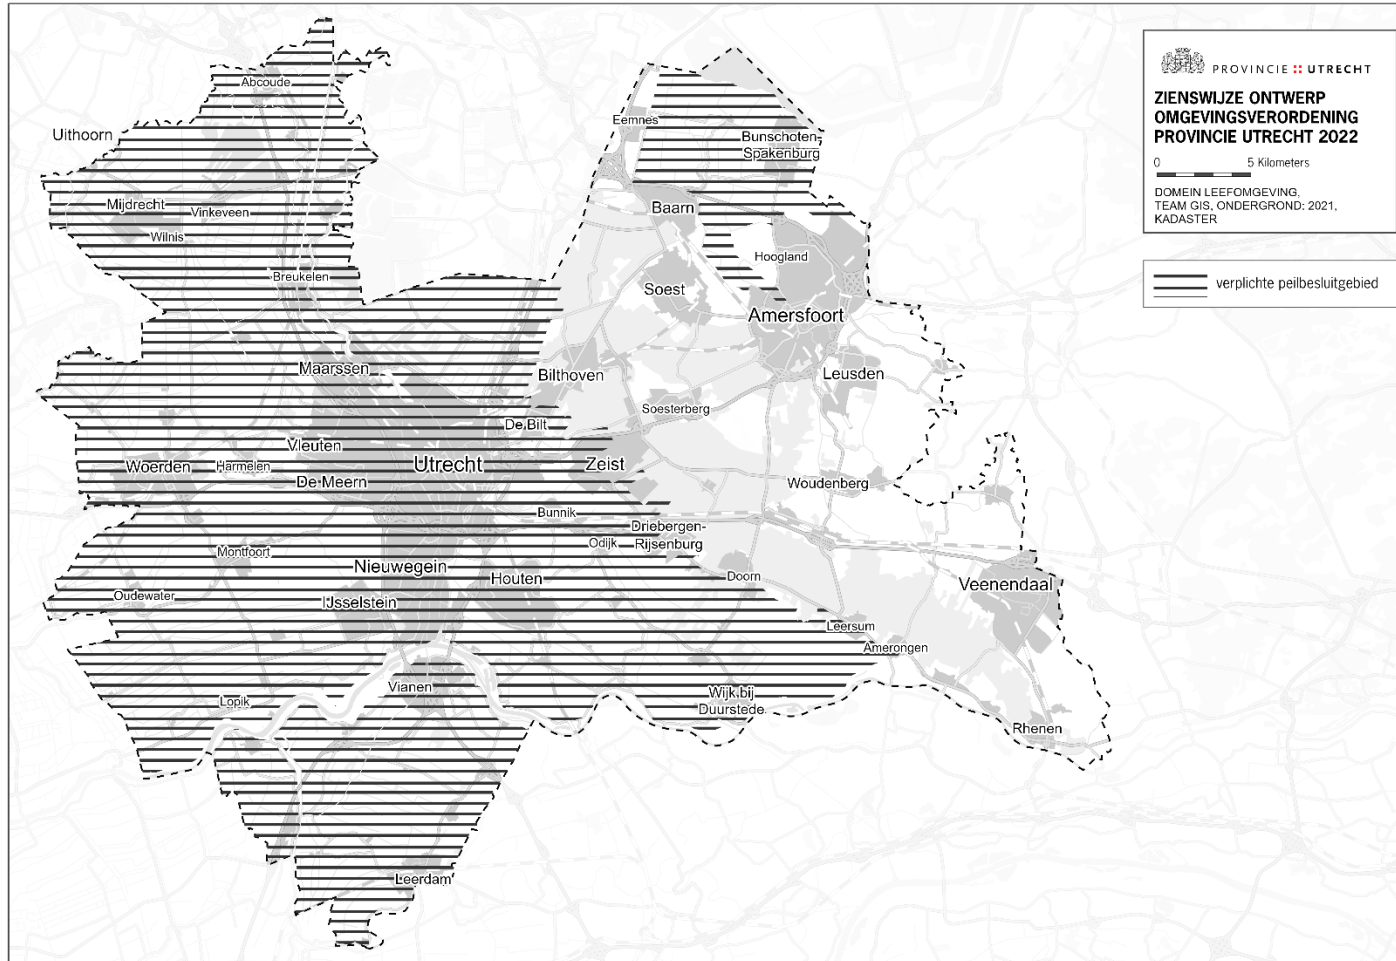 PROVINCIE UTRECHT
ZIENSWIJZE ONTWERP
OMGEVINGSVERORDENING
PROVINCIE UTRECHT 2022
0 5 Kilometers
DOMEIN LEEFOMGEVING,
TEAM GIS, ONDERGROND: 2021,
KADASTER
verplichte peilbesluitgebied
Abcoude
Eemnes
Uithoorn
Bunschoten-
Spakenburg
Mijdrecht
Vinkeveen
Baarn
Wilnis
Hoogland
Breukelen
Soest
Amersfoort
Maarssen
Bilthoven
Leusden
Soesterberg
De Bilt
Vleuten
Woerden
Harmelen
Utrecht
Zeist
De Meern
Woudenberg
Bunnik
Driebergen-
Rijsenburg
Odijk
Montfoort
Nieuwegein
Houten
Doorn
Veenendaal
Oudewater
IJsselstein
Leersum
Amerongen
Vianen
Lopik
Wijk bij
Duurstede
Rhenen
Leerdam